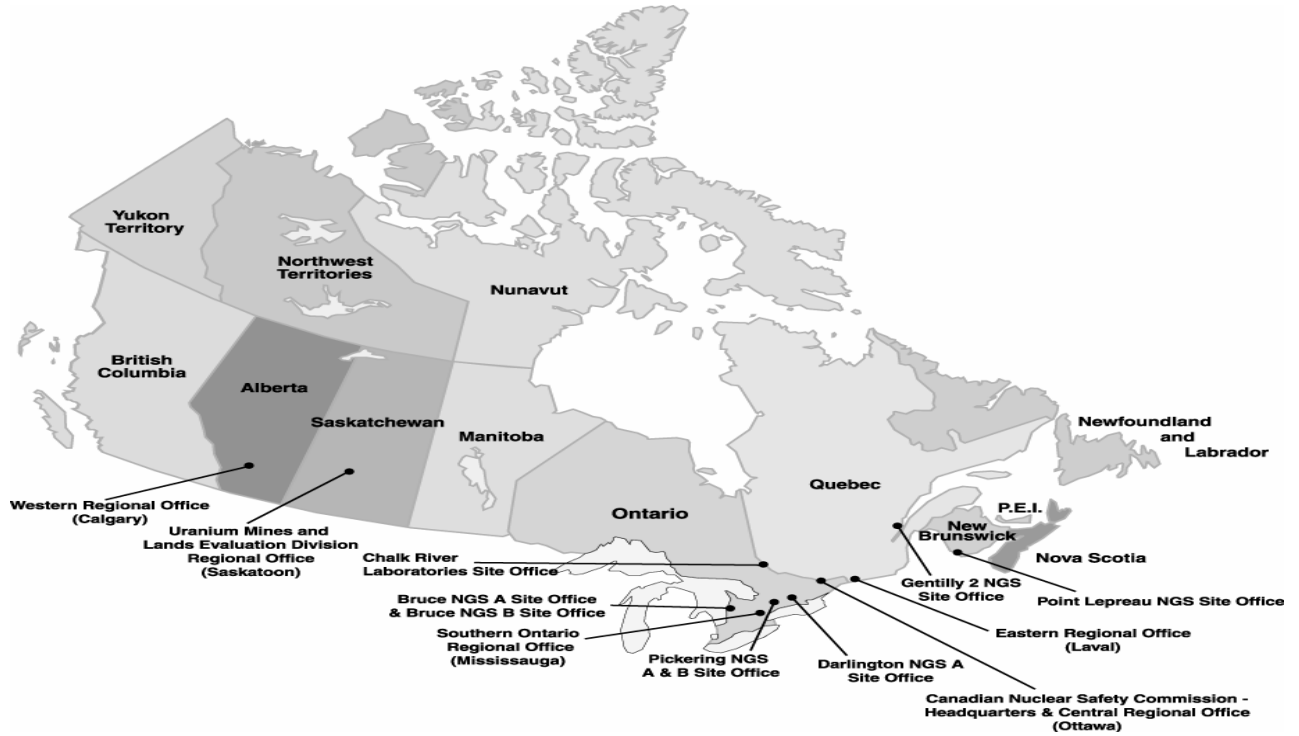 Yukon
Territory
Northwest
Territories
Nunavut
British
Columbia
Alberta
Saskatchewan
Manitoba
Newfoundland
and
Labrador
Quebec
Ontario
P.E.I.
New
Brunswick
Nova Scotia
Western Regional Office
(Calgary)
Uranium Mines and
Lands Evaluation Division
Regional Office
(Saskatoon)
Chalk River
Laboratories Site Office
Bruce NGS A Site Office
& Bruce NGS B Site Office
Southern Ontario
Regional Office
(Mississauga)
Pickering NGS
A & B Site Office
Darlington NGS A
Site Office
Gentilly 2 NGS
Site Office
Point Lepreau NGS Site Office
Eastern Regional Office
(Laval)
Canadian Nuclear Safety Commission -
Headquarters & Central Regional Office
(Ottawa)